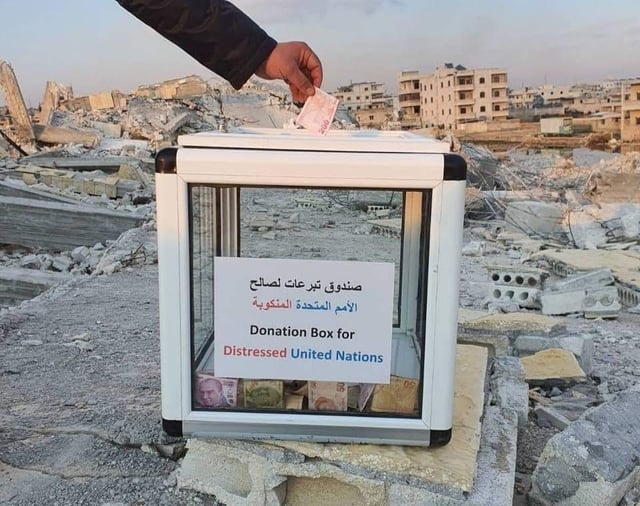 صندوق تبرعات لصالح
الأمم المتحدة المنكوبة
Donation Box for
Distressed United Nations